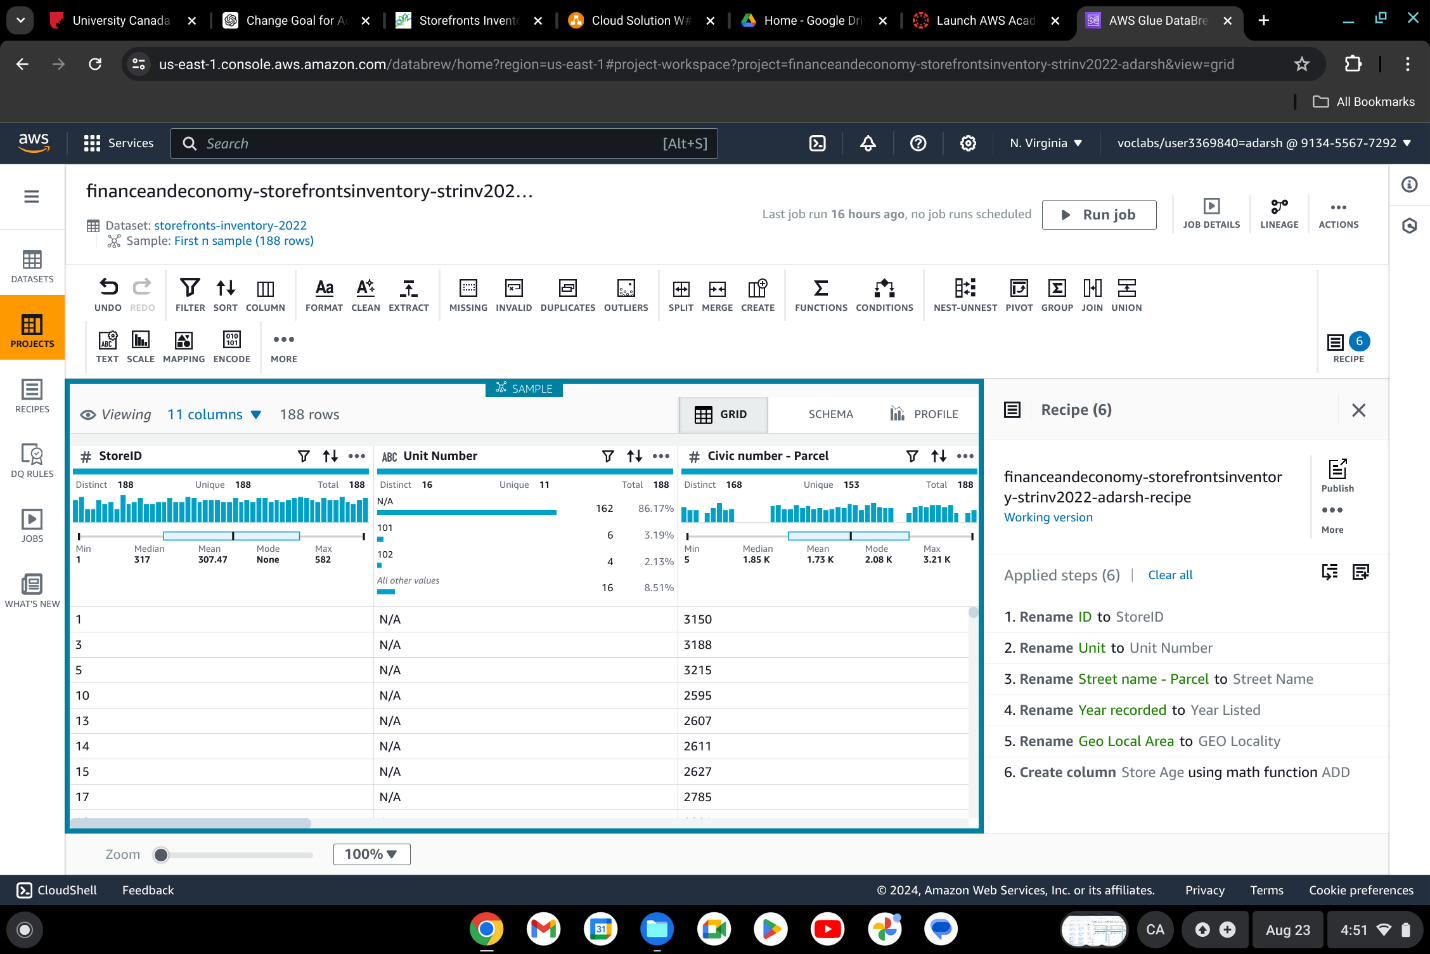 University Canada
Change Goal for A
Storefronts Invent
Cloud Solution W#
Home - Google Dri
Launch AWS Acad
AWS Glue DataBre
us-east-1.console.aws.amazon.com/databrew/home?region=us-east-1#project-workspace?project=financeandeconomy-storefrontsinventory-strinv2022-adarsh&view=grid
All Bookmarks
aws
Services
Search
[Alt+S]
N. Virginia
voclabs/user3369840=adarsh @ 9134-5567-7292
financeandeconomy-storefrontsinventory-strinv202...
Dataset: storefronts-inventory-2022
Sample: First n sample (188 rows)
Last job run 16 hours ago, no job runs scheduled
Run job
JOB DETAILS
LINEAGE
ACTIONS
DATASETS
PROJECTS
RECIPES
DQ RULES
JOBS
WHAT'S NEW
UNDO REDO FILTER SORT COLUMN FORMAT CLEAN EXTRACT MISSING INVALID DUPLICATES OUTLIERS SPLIT MERGE CREATE FUNCTIONS CONDITIONS NEST-UNNEST PIVOT GROUP JOIN UNION
TEXT SCALE MAPPING ENCODE MORE
6
RECIPE
SAMPLE
Viewing 11 columns 188 rows
GRID
SCHEMA
PROFILE
# StoreID
ABC Unit Number
# Civic number - Parcel
Distinct 188 Unique 188 Total 188
Distinct 16 Unique 11 Total 188
Distinct 168 Unique 153 Total 188
N/A 162 86.17%
101 6 3.19%
102 4 2.13%
All other values 16 8.51%
Min Median Mean Mode Max
1 317 307.47 None 582
Min Median Mean Mode Max
5 1.85 K 1.73 K 2.08 K 3.21 K
1 N/A 3150
3 N/A 3188
5 N/A 3215
10 N/A 2595
13 N/A 2607
14 N/A 2611
15 N/A 2627
17 N/A 2785
Zoom
100%
Recipe (6)
financeandeconomy-storefrontsinventor
y-strinv2022-adarsh-recipe
Working version
Publish
More
Applied steps (6) | Clear all
1. Rename ID to StoreID
2. Rename Unit to Unit Number
3. Rename Street name - Parcel to Street Name
4. Rename Year recorded to Year Listed
5. Rename Geo Local Area to GEO Locality
6. Create column Store Age using math function ADD
CloudShell
Feedback
© 2024, Amazon Web Services, Inc. or its affiliates.
Privacy
Terms
Cookie preferences
31
CA
Aug 23
4:51